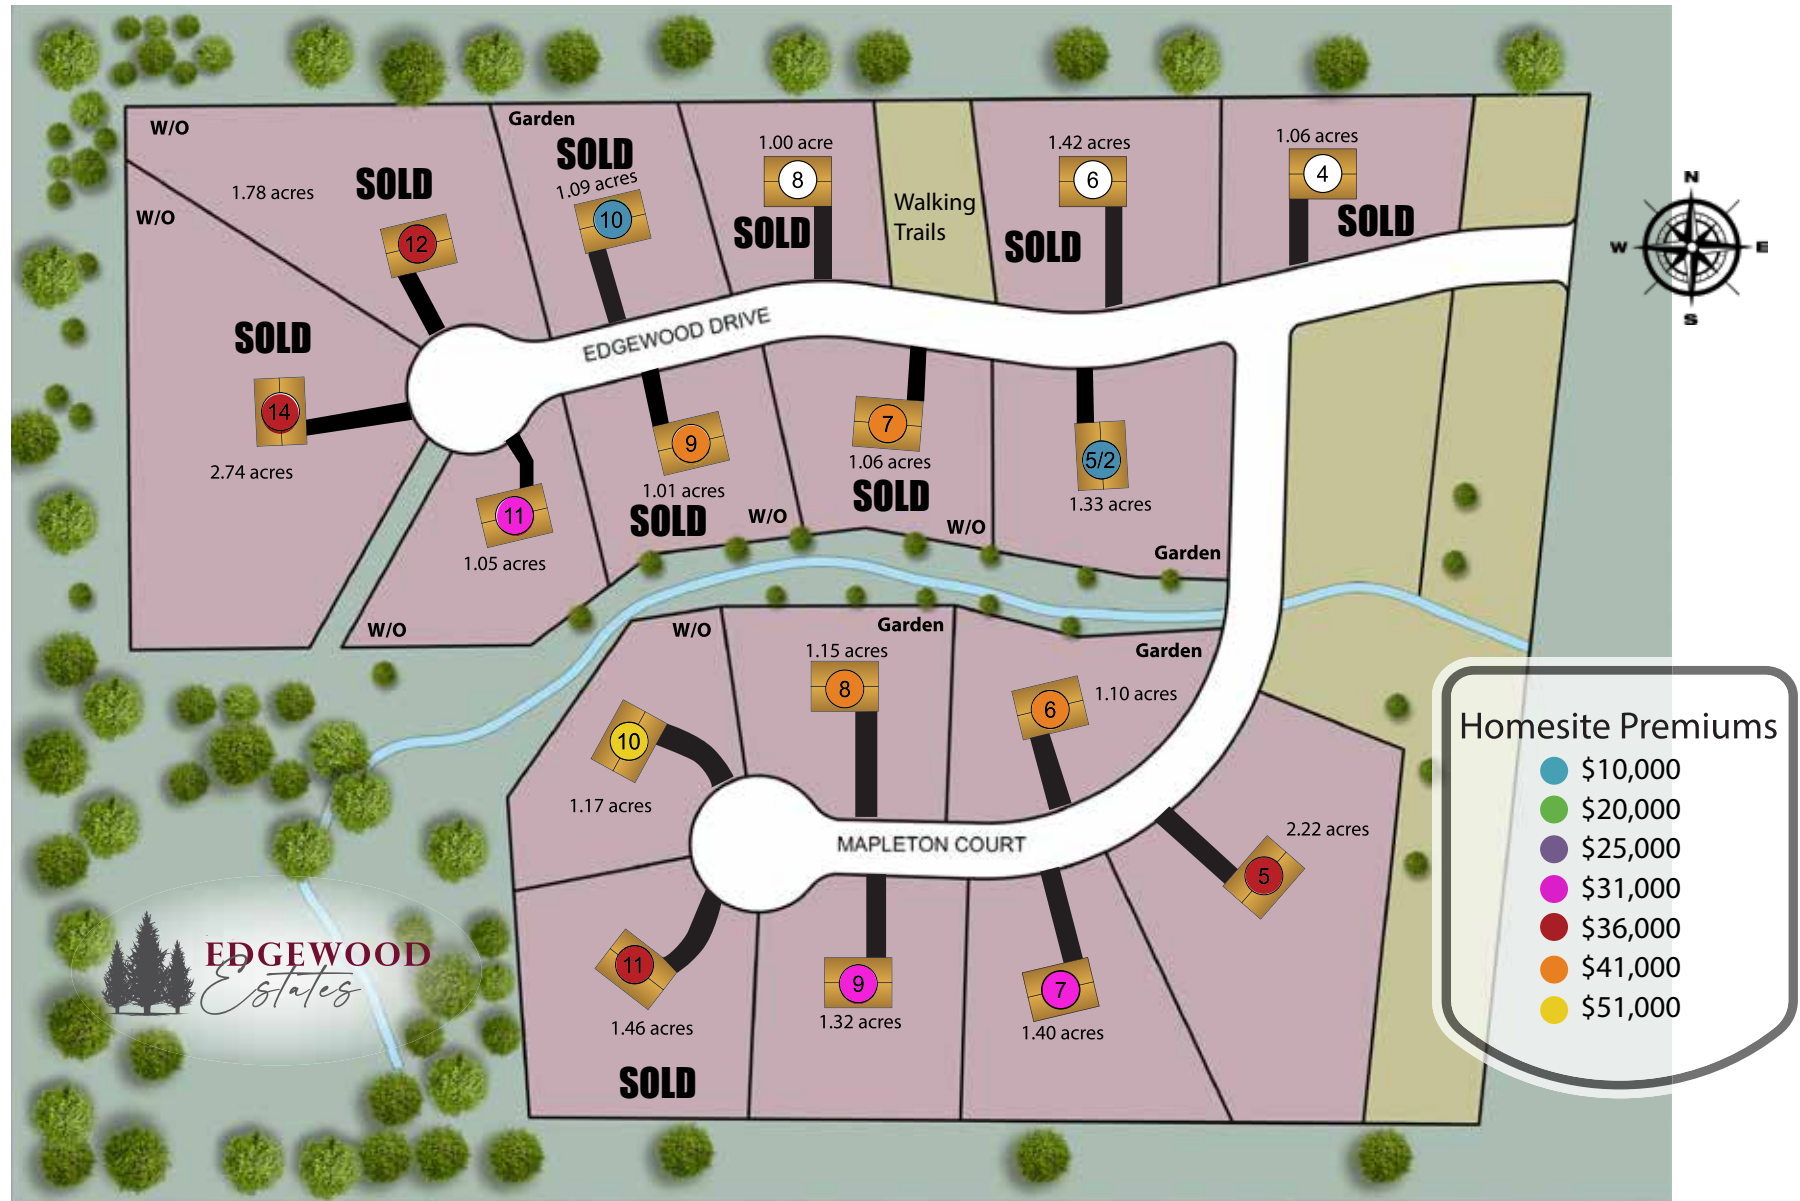 W/O
1.78 acres
SOLD
12
W/O
SOLD
14
2.74 acres
Garden
SOLD
1.09 acres
10
1.00 acre
8
SOLD
Walking
Trails
1.42 acres
6
SOLD
1.06 acres
4
SOLD
N
W
E
S
EDGEWOOD DRIVE
11
1.05 acres
W/O
9
1.01 acres
SOLD
W/O
7
1.06 acres
SOLD
W/O
5/2
1.33 acres
Garden
W/O
10
1.17 acres
Garden
1.15 acres
8
Garden
6
1.10 acres
MAPLETON COURT
2.22 acres
5
11
1.46 acres
SOLD
9
1.32 acres
7
1.40 acres
EDGEWOOD
Estates
Homesite Premiums
$10,000
$20,000
$25,000
$31,000
$36,000
$41,000
$51,000